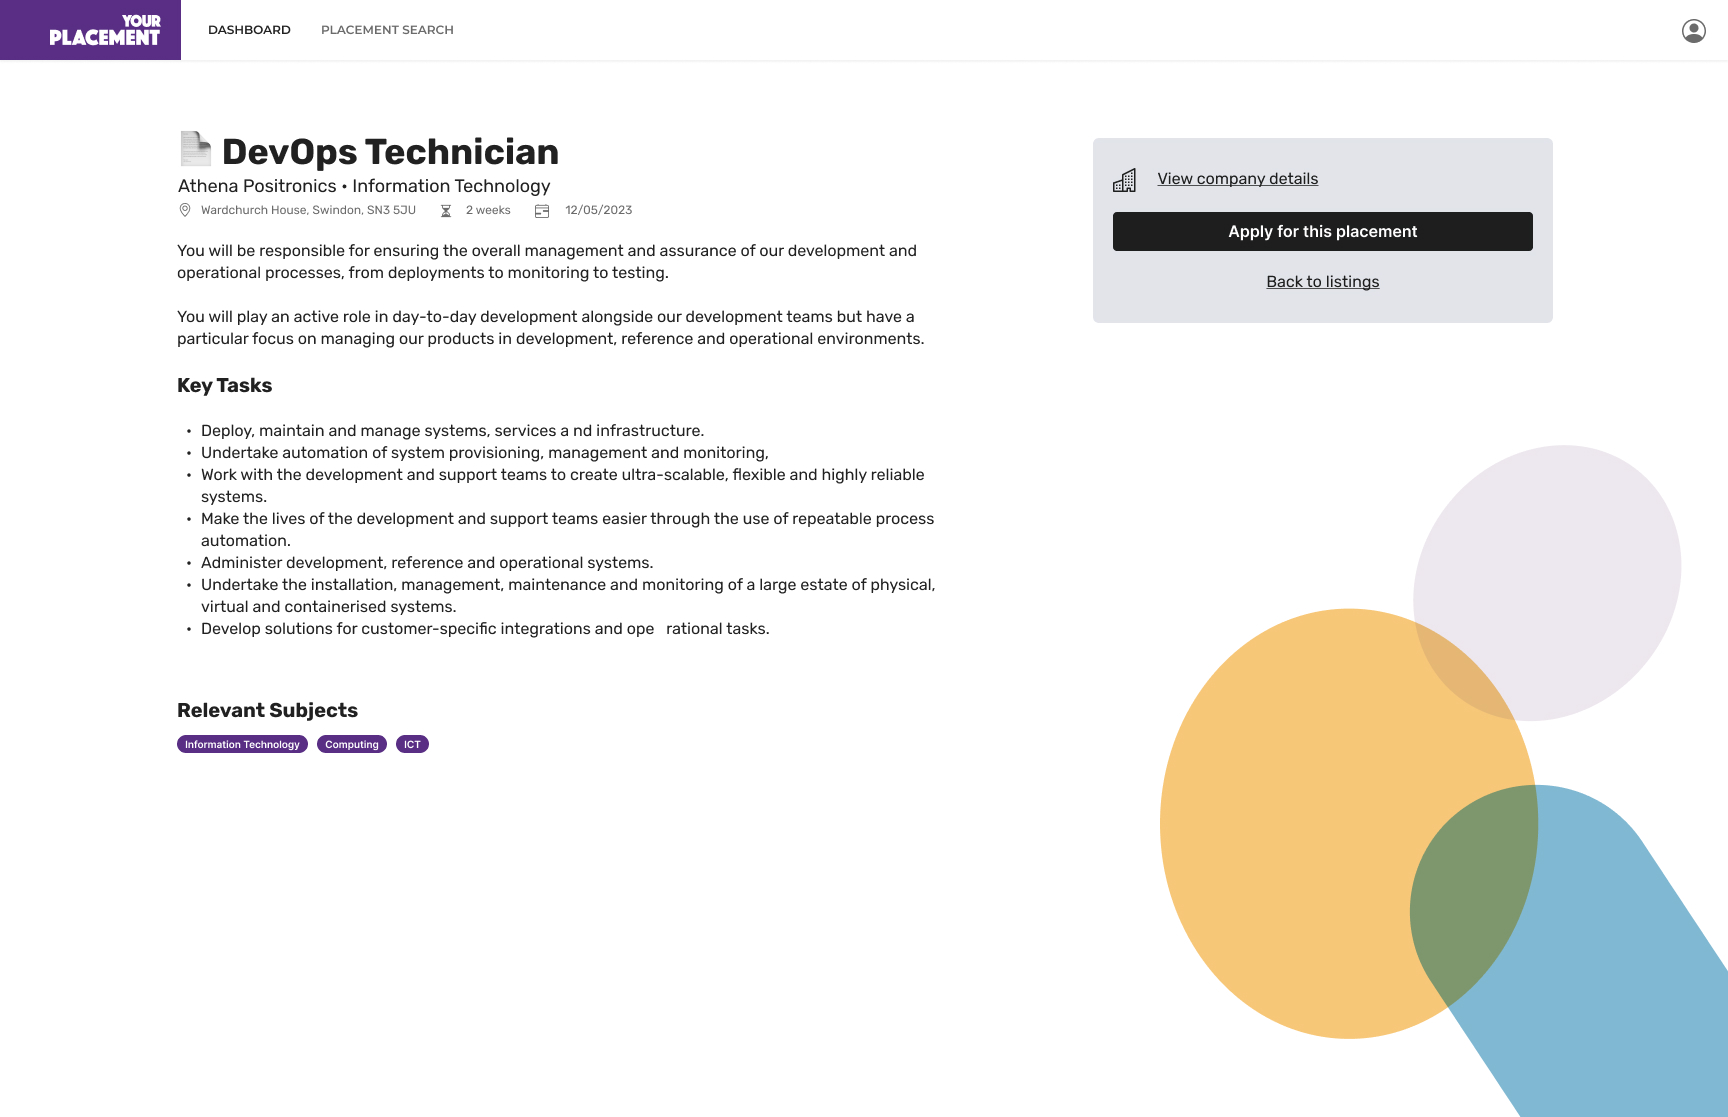 YOUR
PLACEMENT
DASHBOARD
PLACEMENT SEARCH
DevOps Technician
Athena Positronics • Information Technology
Wardchurch House, Swindon, SN3 5JU
2 weeks
12/05/2023
You will be responsible for ensuring the overall management and assurance of our development and
operational processes, from deployments to monitoring to testing.
You will play an active role in day-to-day development alongside our development teams but have a
particular focus on managing our products in development, reference and operational environments.
Key Tasks
• Deploy, maintain and manage systems, services a nd infrastructure.
• Undertake automation of system provisioning, management and monitoring,
• Work with the development and support teams to create ultra-scalable, flexible and highly reliable
systems.
• Make the lives of the development and support teams easier through the use of repeatable process
automation.
• Administer development, reference and operational systems.
• Undertake the installation, management, maintenance and monitoring of a large estate of physical,
virtual and containerised systems.
• Develop solutions for customer-specific integrations and ope   rational tasks.
Relevant Subjects
Information Technology
Computing
ICT
View company details
Apply for this placement
Back to listings